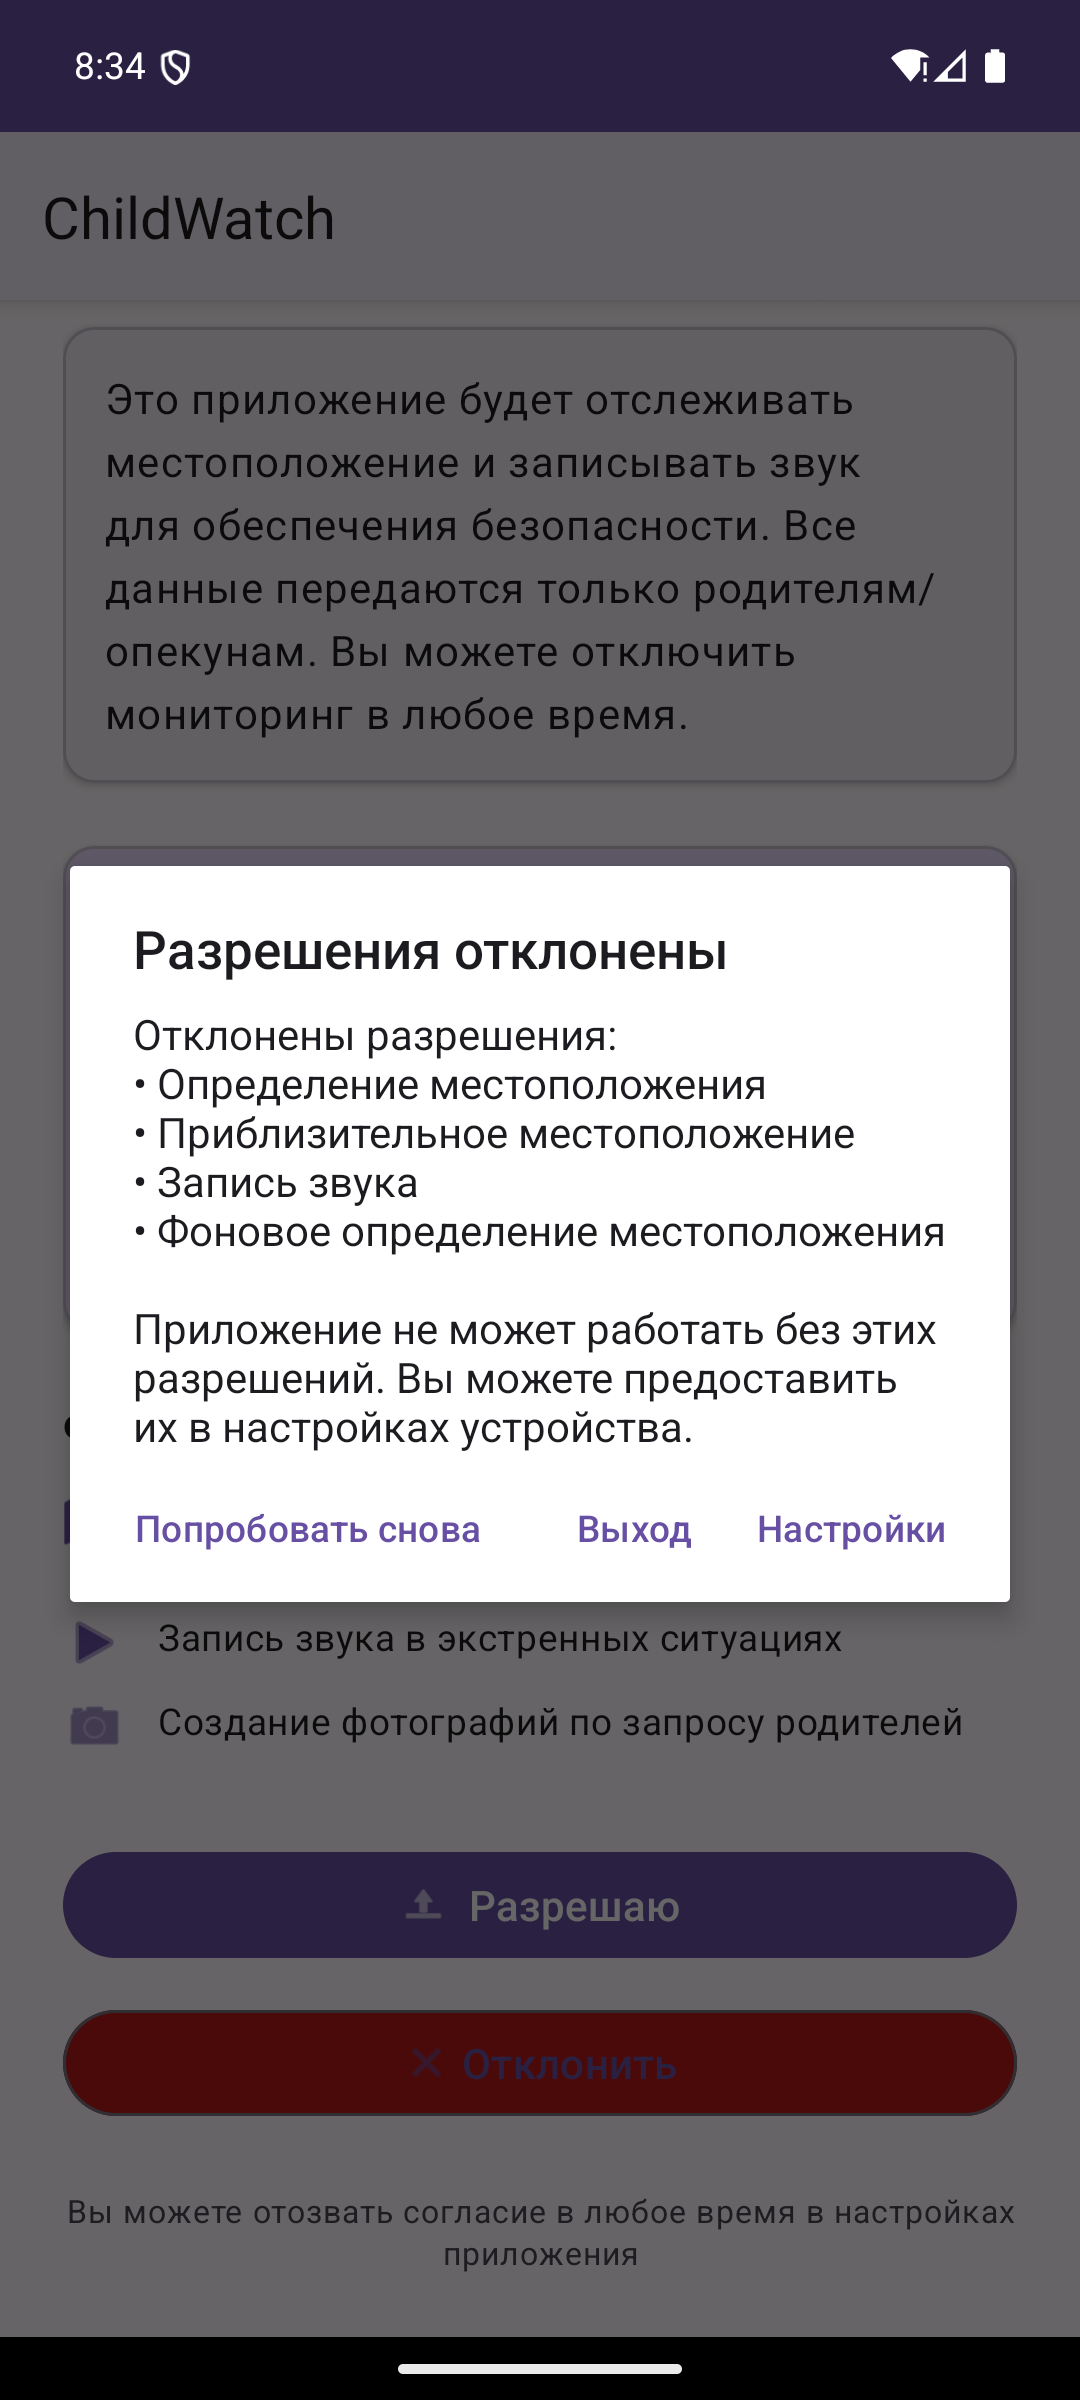 8:34
ChildWatch
Это приложение будет отслеживать
местоположение и записывать звук
для обеспечения безопасности. Все
данные передаются только родителям/
опекунам. Вы можете отключить
мониторинг в любое время.
Разрешения отклонены
Отклонены разрешения:
• Определение местоположения
• Приблизительное местоположение
• Запись звука
• Фоновое определение местоположения
Приложение не может работать без этих
разрешений. Вы можете предоставить
их в настройках устройства.
Попробовать снова Выход Настройки
Запись звука в экстренных ситуациях
Создание фотографий по запросу родителей
Разрешаю
Отклонить
Вы можете отозвать согласие в любое время в настройках
приложения